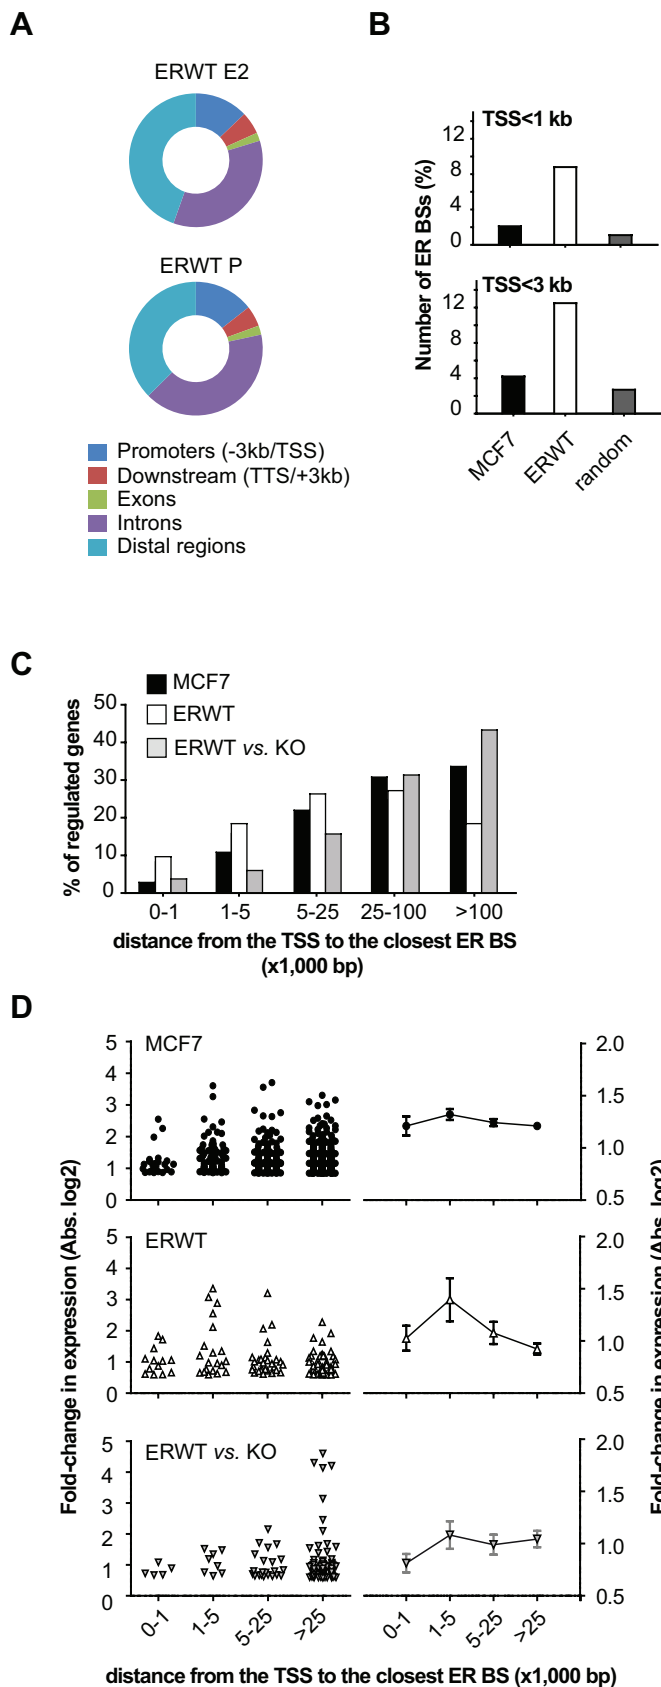 A
ERWT E2
ERWT P
Promoters (-3kb/TSS)
Downstream (TTS/+3kb)
Exons
Introns
Distal regions
B
Number of ER BSs (%)
TSS<1 kb
12
8
4
0
TSS<3 kb
12
8
4
0
MCF7
ERWT
random
C
MCF7
ERWT
ERWT vs. KO
% of regulated genes
50
30
20
10
0
0-1
1-5
5-25
25-100
>100
distance from the TSS to the closest ER BS
(x1,000 bp)
D
Fold-change in expression (Abs. log2)
MCF7
5
4
3
2
1
0
2.0
1.5
1.0
0.5
ERWT
5
4
3
2
1
0
2.0
1.5
1.0
0.5
ERWT vs. KO
5
4
3
2
1
0
2.0
1.5
1.0
0.5
Fold-change in expression (Abs. log2)
0-1
1-5
5-25
>25
0-1
1-5
5-25
>25
distance from the TSS to the closest ER BS (x1,000 bp)